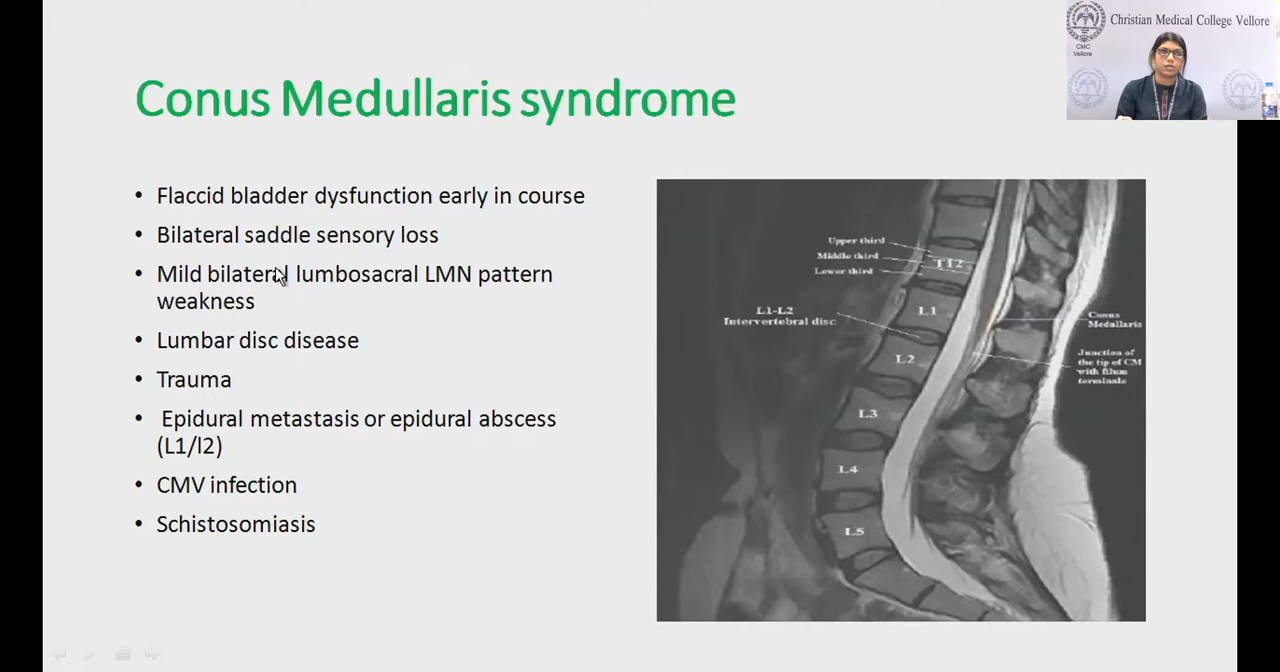 Christian Medical College Vellore
CMC
Vellore
Conus Medullaris syndrome
• Flaccid bladder dysfunction early in course
• Bilateral saddle sensory loss
• Mild bilateral lumbosacral LMN pattern
weakness
• Lumbar disc disease
• Trauma
• Epidural metastasis or epidural abscess
(L1/l2)
• CMV infection
• Schistosomiasis
Upper third
Middle third
Lower third
T12
L1-L2
Intervertebral disc
L1
Conus
Medullaris
L2
Junction of
the tip of CM
with filum
terminale
L3
L4
L5